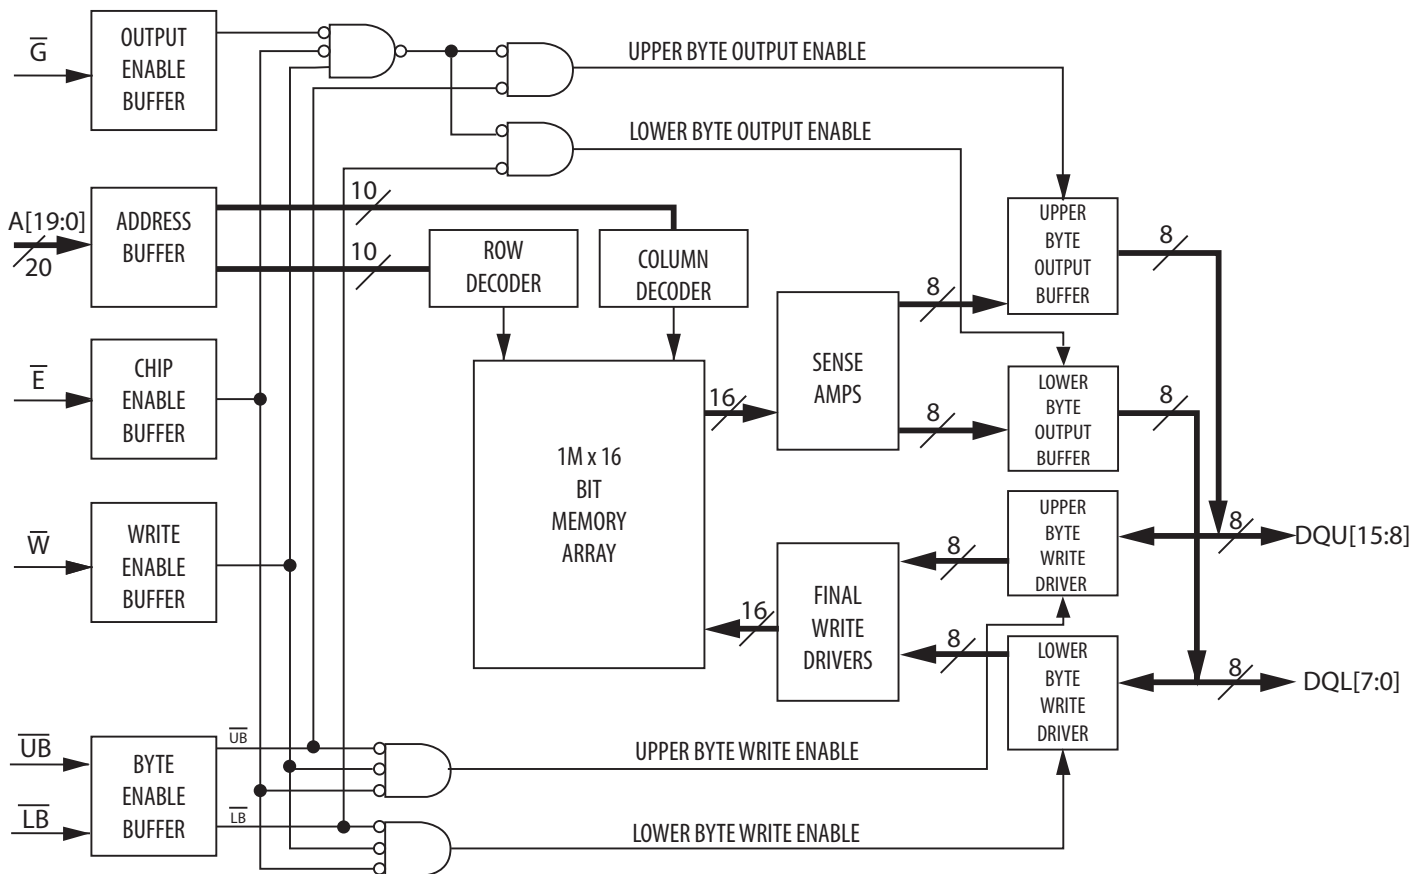 G
OUTPUT
ENABLE
BUFFER
UPPER BYTE OUTPUT ENABLE
LOWER BYTE OUTPUT ENABLE
A[19:0]
20
ADDRESS
BUFFER
10
10
ROW
DECODER
COLUMN
DECODER
UPPER
BYTE
OUTPUT
BUFFER
8
E
CHIP
ENABLE
BUFFER
SENSE
AMPS
8
8
16
LOWER
BYTE
OUTPUT
BUFFER
8
1M x 16
BIT
MEMORY
ARRAY
W
WRITE
ENABLE
BUFFER
UPPER
BYTE
WRITE
DRIVER
8
DQU[15:8]
FINAL
WRITE
DRIVERS
8
8
16
LOWER
BYTE
WRITE
DRIVER
8
DQL[7:0]
UB
LB
BYTE
ENABLE
BUFFER
UB
LB
UPPER BYTE WRITE ENABLE
LOWER BYTE WRITE ENABLE